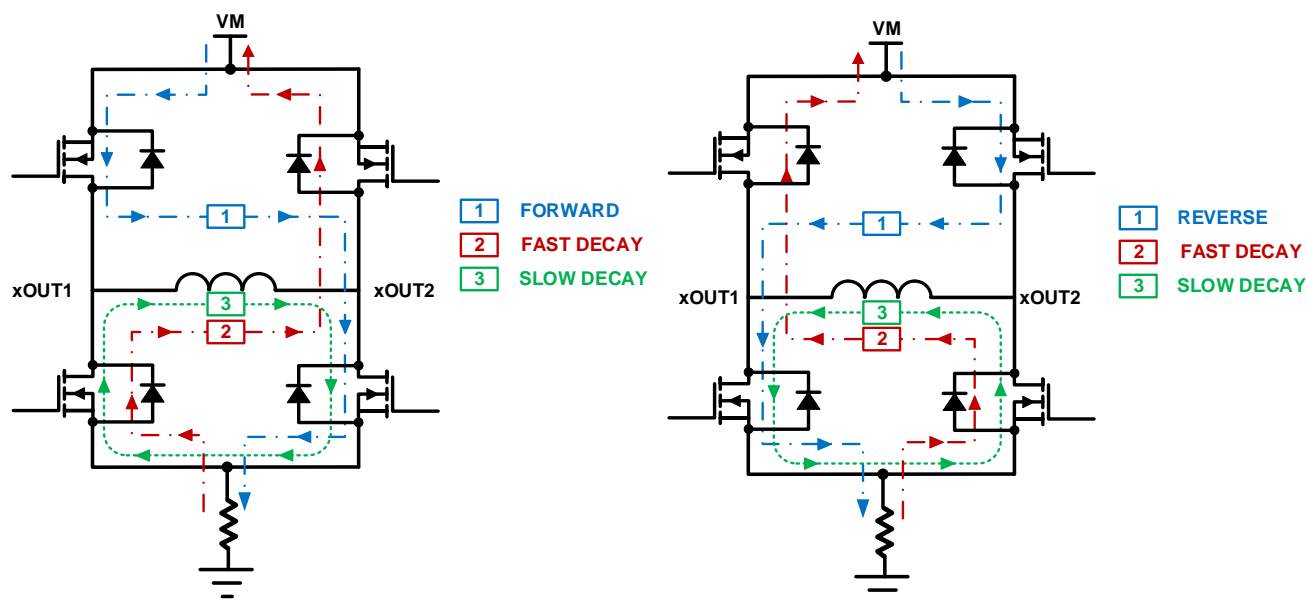 VM
1
xOUT1
xOUT2
3
2
1 FORWARD
2 FAST DECAY
3 SLOW DECAY
VM
1
xOUT1
xOUT2
3
2
1 REVERSE
2 FAST DECAY
3 SLOW DECAY